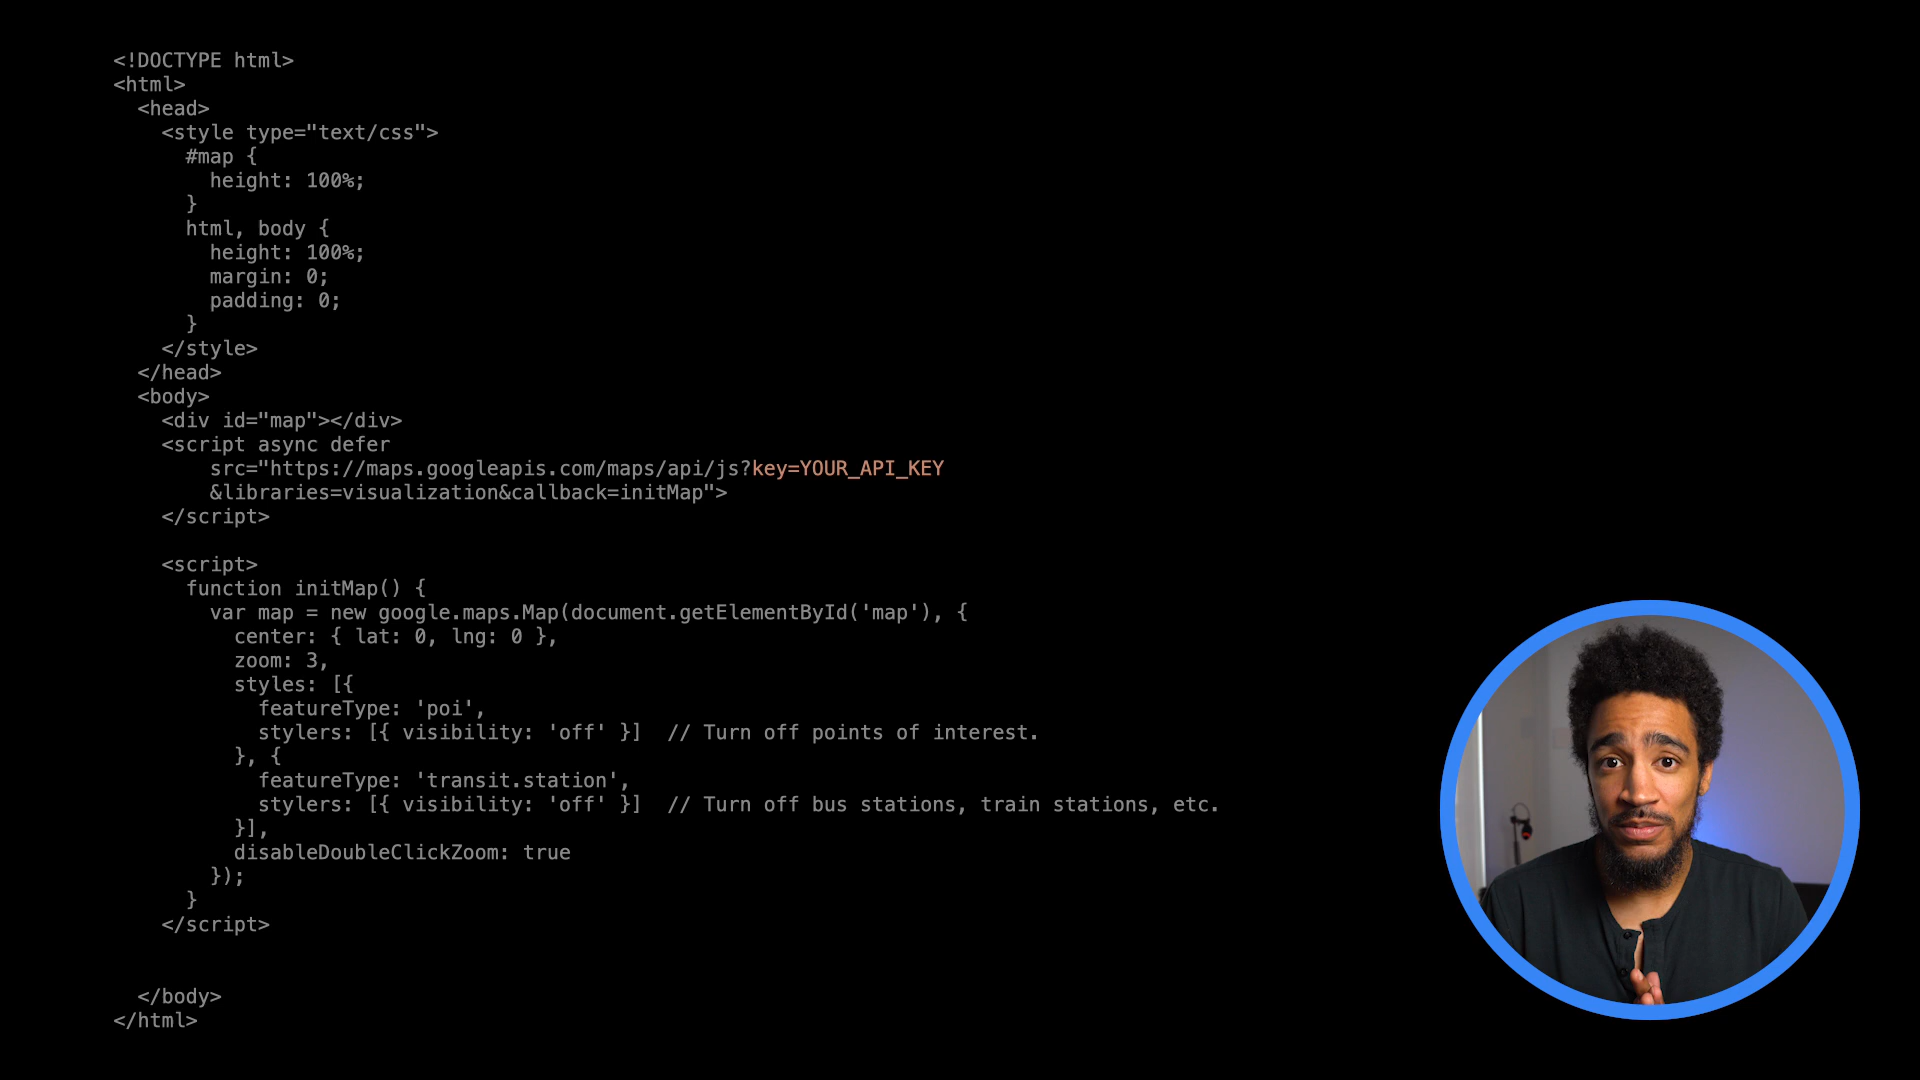 <!DOCTYPE html>
<html>
  <head>
    <style type="text/css">
      #map {
        height: 100%;
      }
      html, body {
        height: 100%;
        margin: 0;
        padding: 0;
      }
    </style>
  </head>
  <body>
    <div id="map"></div>
    <script async defer
        src="https://maps.googleapis.com/maps/api/js?key=YOUR_API_KEY
        &libraries=visualization&callback=initMap">
    </script>

    <script>
      function initMap() {
        var map = new google.maps.Map(document.getElementById('map'), {
          center: { lat: 0, lng: 0 },
          zoom: 3,
          styles: [{
            featureType: 'poi',
            stylers: [{ visibility: 'off' }]  // Turn off points of interest.
          }, {
            featureType: 'transit.station',
            stylers: [{ visibility: 'off' }]  // Turn off bus stations, train stations, etc.
          }],
          disableDoubleClickZoom: true
        });
      }
    </script>


  </body>
</html>